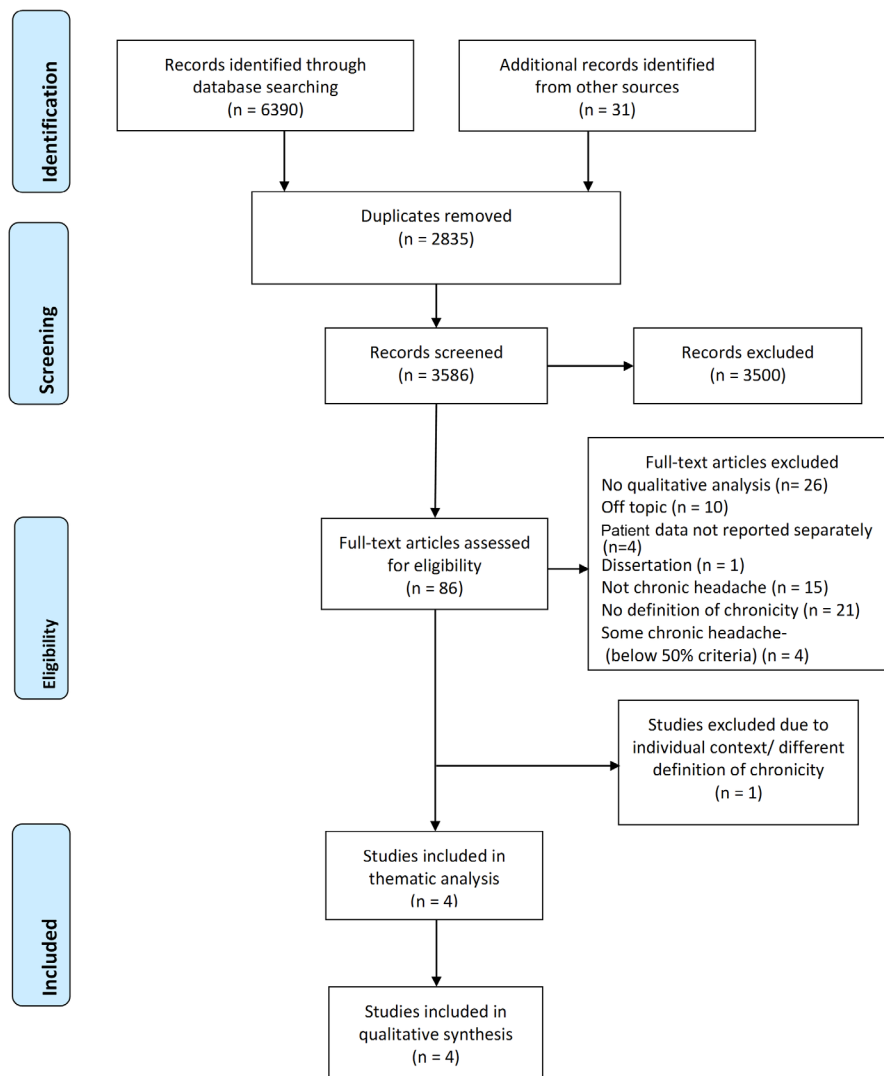 Identification
Records identified through
database searching
(n = 6390)
Additional records identified
from other sources
(n = 31)
Duplicates removed
(n = 2835)
Screening
Records screened
(n = 3586)
Records excluded
(n = 3500)
Eligibility
Full-text articles assessed
for eligibility
(n = 86)
Full-text articles excluded
No qualitative analysis (n= 26)
Off topic (n = 10)
Patient data not reported separately
(n=4)
Dissertation (n = 1)
Not chronic headache (n = 15)
No definition of chronicity (n = 21)
Some chronic headache-
(below 50% criteria) (n = 4)
Studies excluded due to
individual context/ different
definition of chronicity
(n = 1)
Included
Studies included in
thematic analysis
(n = 4)
Studies included in
qualitative synthesis
(n = 4)